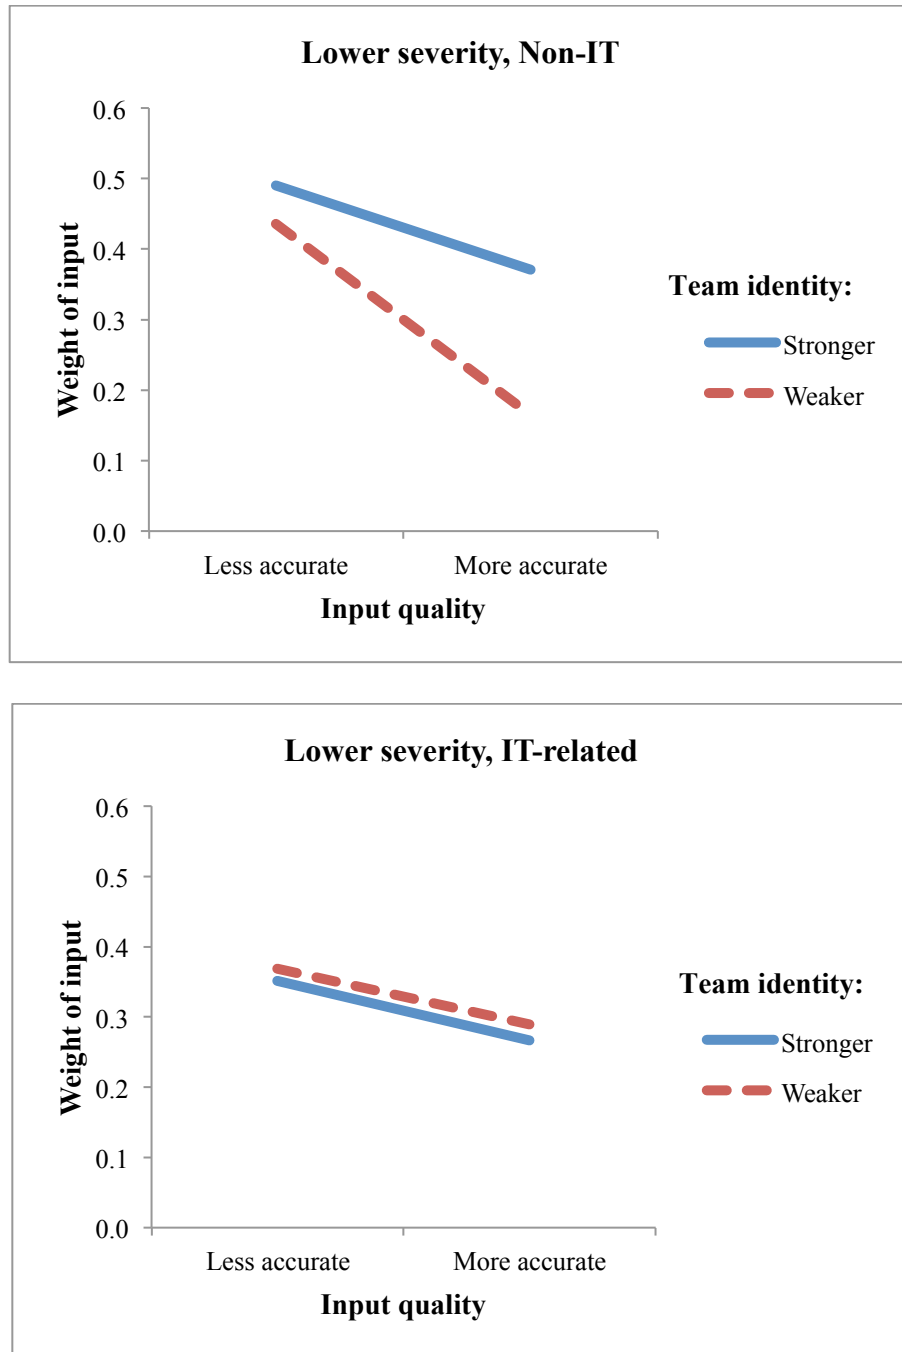 Lower severity, Non-IT
0.6
0.5
0.4
0.3
0.2
0.1
0.0
Weight of input
Less accurate More accurate
Input quality
Team identity:
Stronger
Weaker
Lower severity, IT-related
0.6
0.5
0.4
0.3
0.2
0.1
0.0
Weight of input
Less accurate More accurate
Input quality
Team identity:
Stronger
Weaker